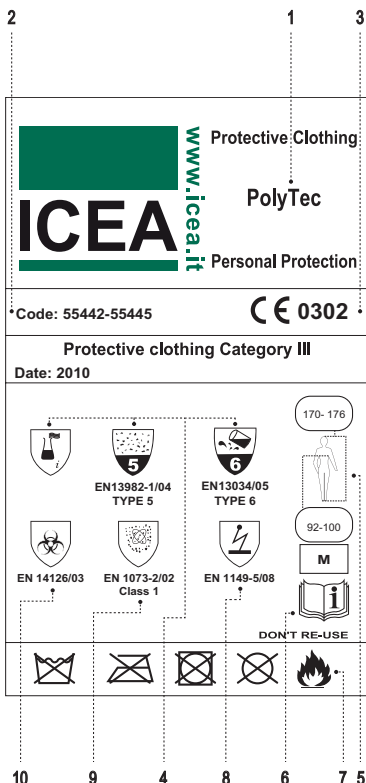 2 1 3
Protective Clothing
www.icea.it
PolyTec
ICEA
Personal Protection
Code: 55442-55445
CE 0302
Protective clothing Category III
Date: 2010
170- 176
i
5
6
EN13982-1/04
TYPE 5
EN13034/05
TYPE 6
92-100
EN 14126/03
EN 1073-2/02
Class 1
EN 1149-5/08
M
i
DON'T RE-USE
10 9 4 8 6 7 5